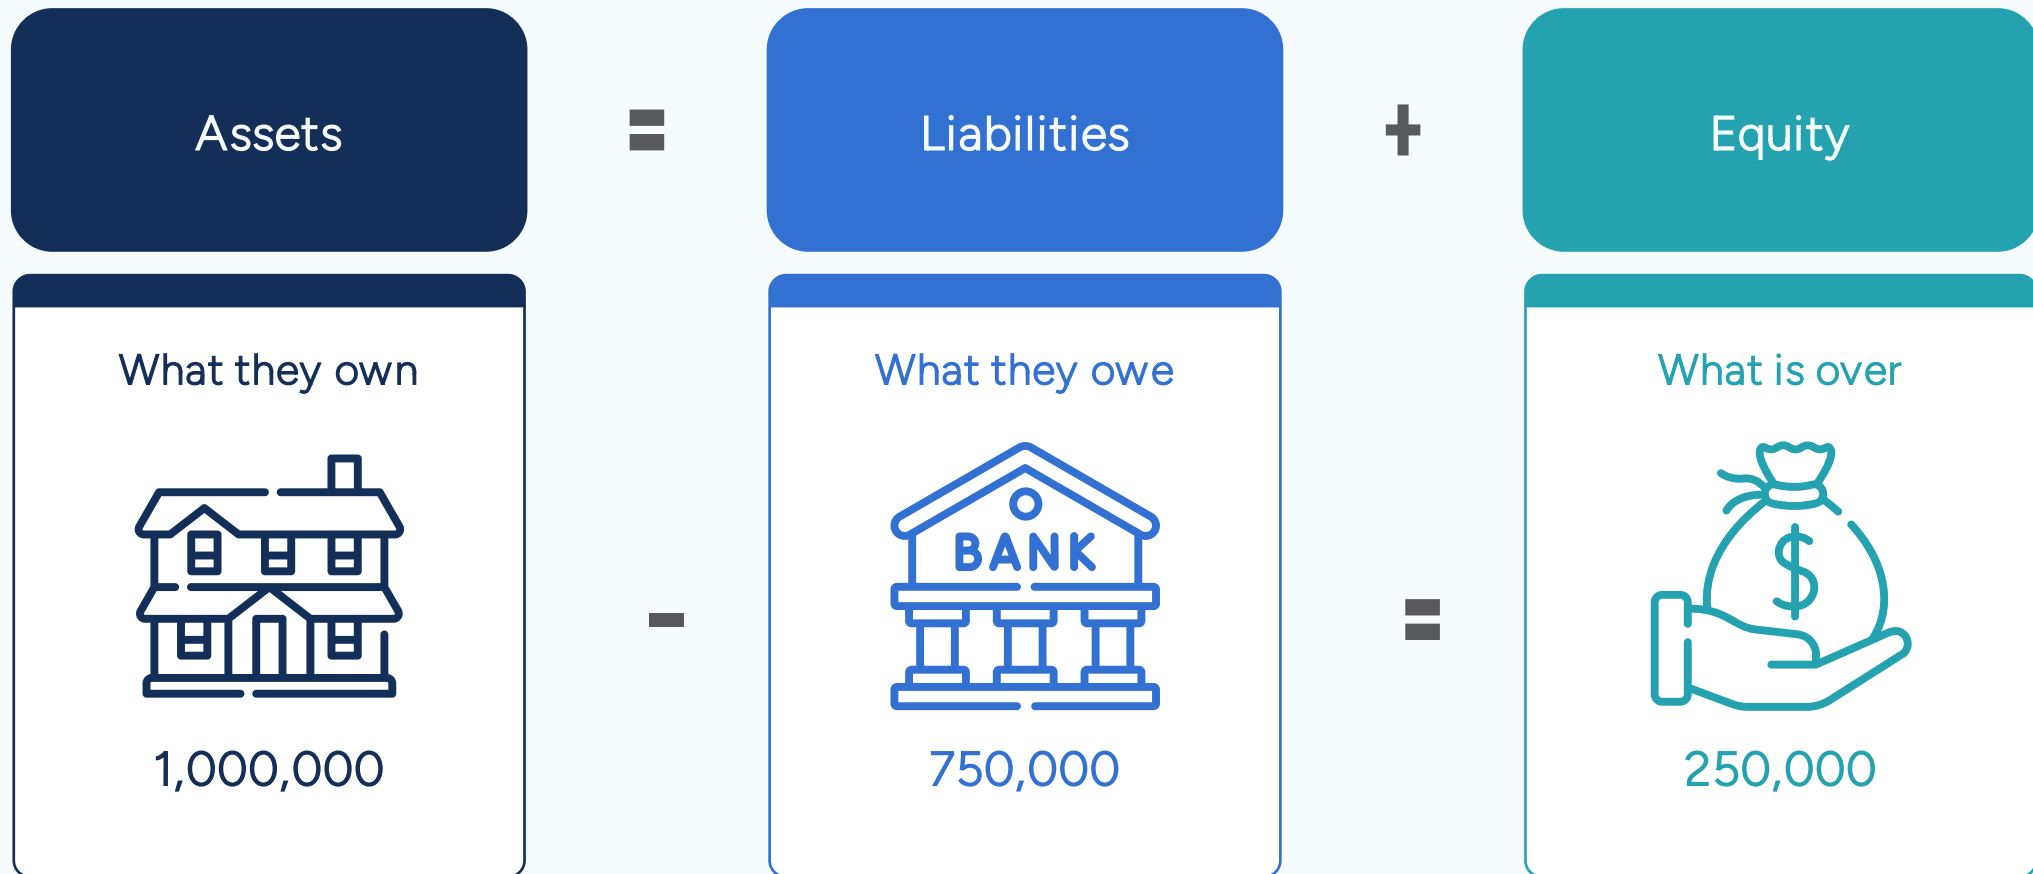 Assets = Liabilities + Equity
What they own
What they owe
What is over
BANK
$
- =
1,000,000
750,000
250,000